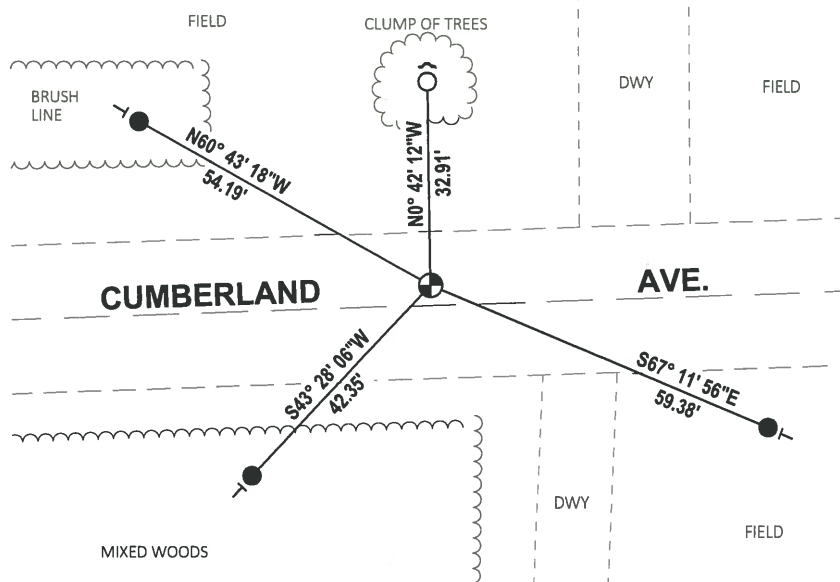 FIELD
CLUMP OF TREES
BRUSH
LINE
DWY
FIELD
N60° 43' 18"W
54.19'
N0° 42' 12"W
32.91'
CUMBERLAND
AVE.
S43° 28' 06"W
42.35'
S67° 11' 56"E
59.38'
DWY
FIELD
MIXED WOODS